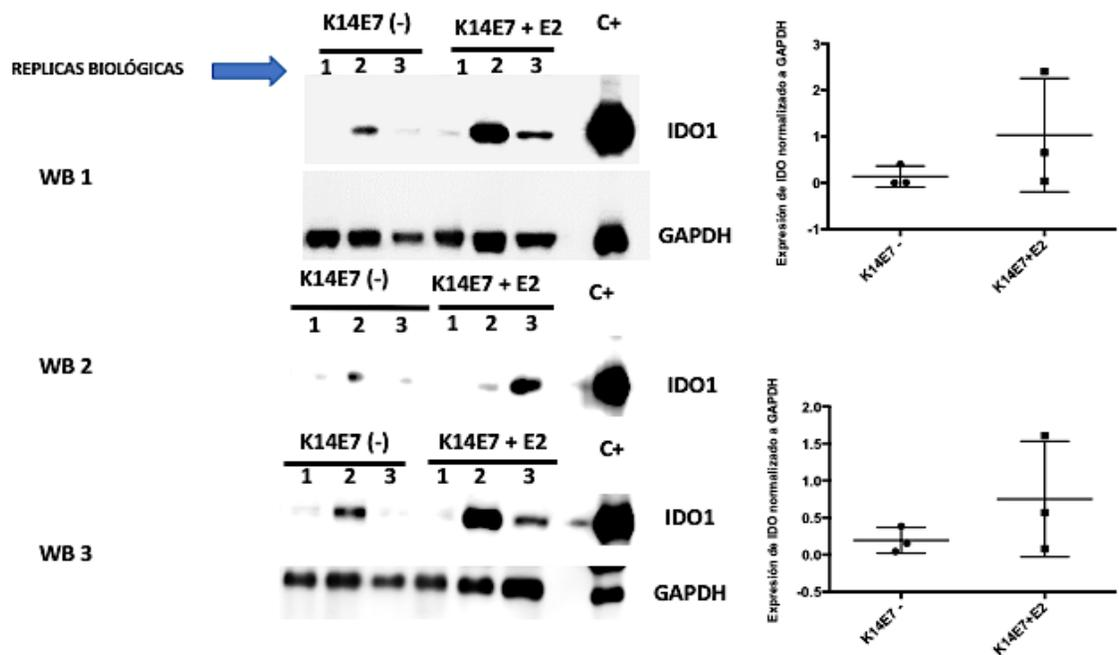 K14E7 (-) K14E7 + E2 C+
REPLICAS BIOLÓGICAS 1 2 3 1 2 3
IDO1
WB 1
GAPDH
K14E7 (-) K14E7 + E2 C+
1 2 3 1 2 3
WB 2
IDO1
K14E7 (-) K14E7 + E2 C+
1 2 3 1 2 3
IDO1
WB 3
GAPDH
Expresión de IDO normalizado a GAPDH
3
2
1
0
-1
K14E7 -
K14E7+E2
Expresión de IDO normalizado a GAPDH
2.0
1.5
1.0
0.5
0.0
-0.5
K14E7 -
K14E7+E2